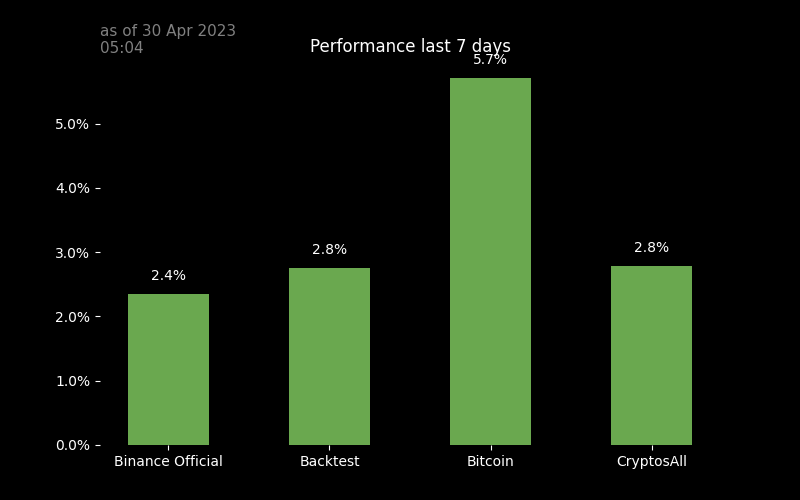 as of 30 Apr 2023
05:04
Performance last 7 days
5.7%
5.0%
4.0%
3.0%
2.8%
2.8%
2.4%
2.0%
1.0%
0.0%
Binance Official
Backtest
Bitcoin
CryptosAll